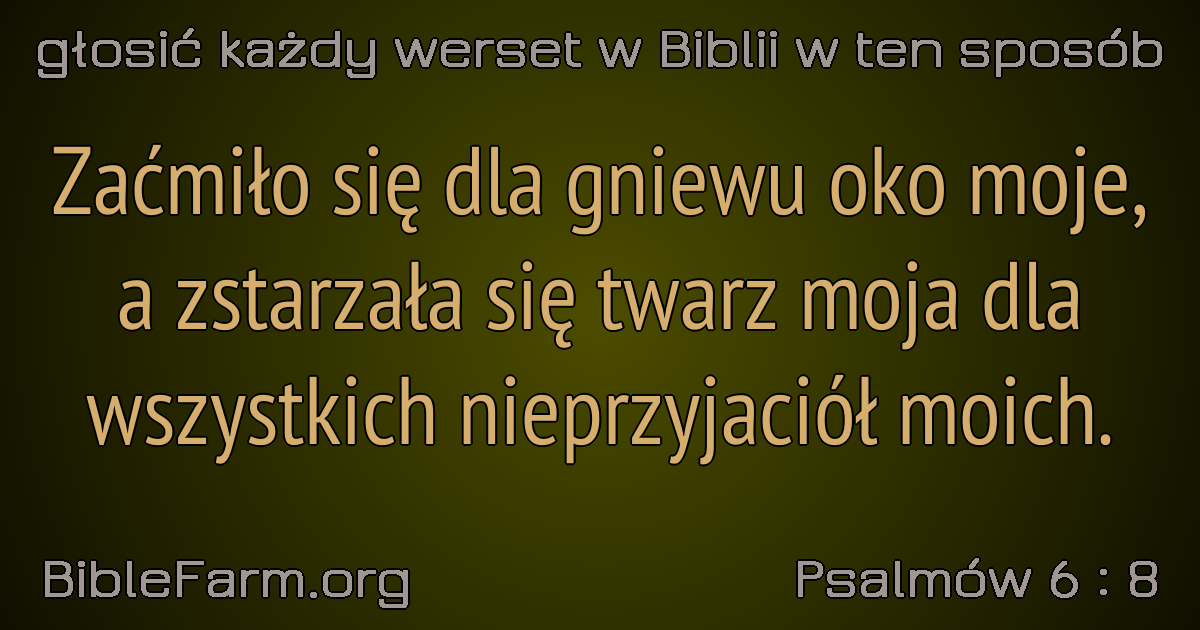 głosić każdy werset w Biblii w ten sposób
Zaćmiło się dla gniewu oko moje,
a zstarzała się twarz moja dla
wszystkich nieprzyjaciół moich.
BibleFarm.org
Psalmów 6 : 8